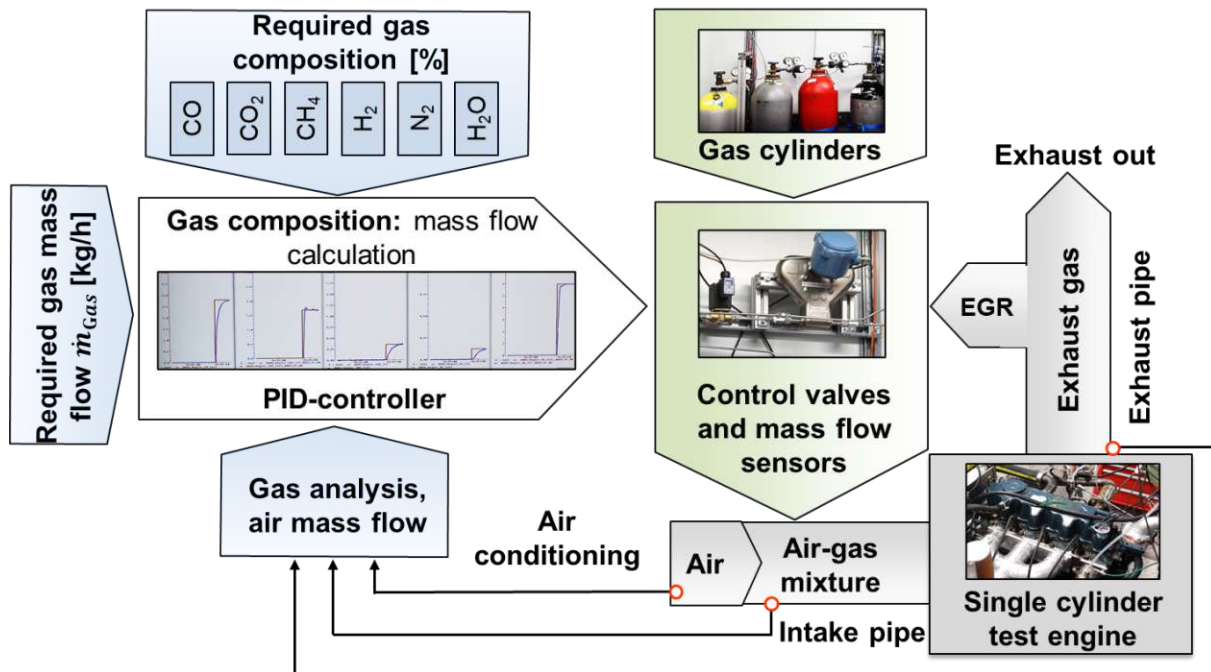 Required gas
composition [%]
CO
CO₂
CH₄
H₂
N₂
H₂O
Gas cylinders
Exhaust out
Required gas mass
flow ṁ_Gas [kg/h]
Gas composition: mass flow
calculation
PID-controller
Control valves
and mass flow
sensors
EGR
Exhaust gas
Exhaust pipe
Gas analysis,
air mass flow
Air
conditioning
Air
Air-gas
mixture
Intake pipe
Single cylinder
test engine